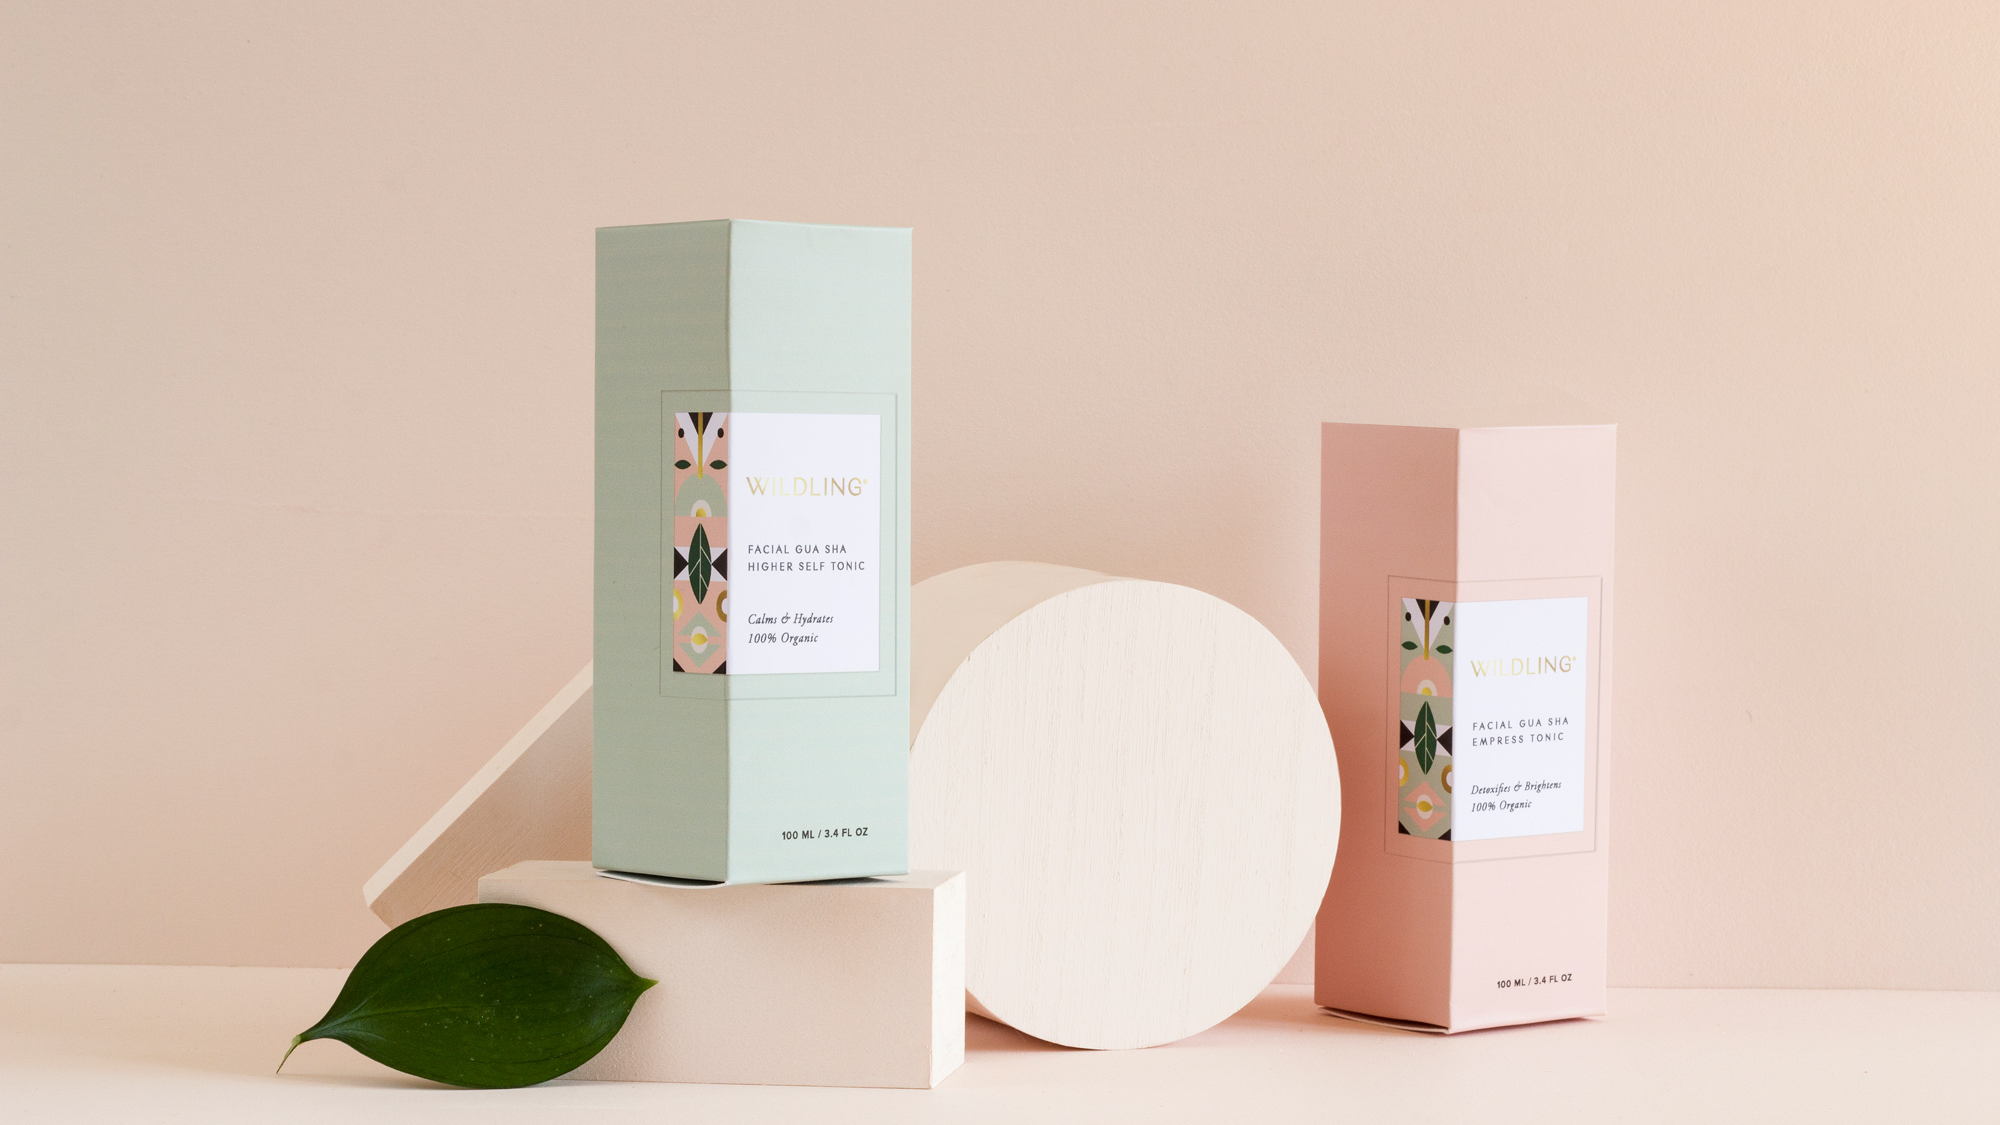 WILDLING®
FACIAL GUA SHA
HIGHER SELF TONIC
Calms & Hydrates
100% Organic
100 ML / 3.4 FL OZ
WILDLING®
FACIAL GUA SHA
EMPRESS TONIC
Detoxifies & Brightens
100% Organic
100 ML / 3.4 FL OZ